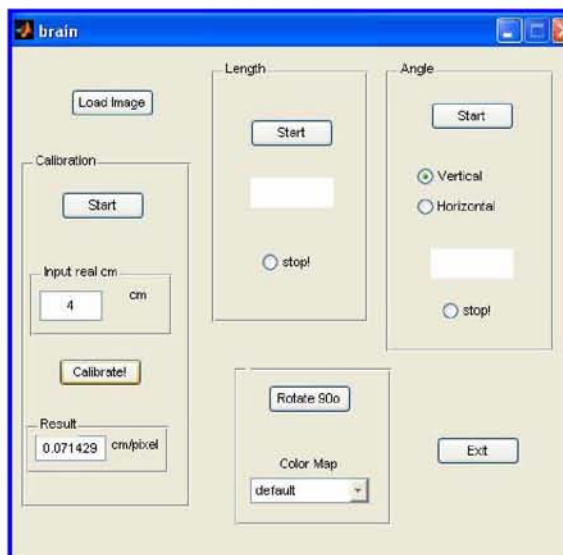 brain
Load Image
Calibration
Start
Input real cm
4 cm
Calibrate!
Result
0.071429 cm/pixel
Length
Start
stop!
Angle
Start
Vertical
Horizontal
stop!
Rotate 90o
Color Map
default
Exit